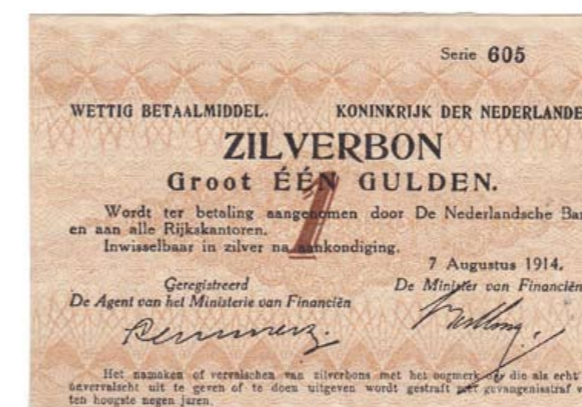 Serie 605
WETTIG BETAALMIDDEL. KONINKRIJK DER NEDERLANDE
ZILVERBON
Groot ÉÉN GULDEN.
1
Wordt ter betaling aangenomen door De Nederlandsche Ba
en aan alle Rijkskantoren.
Inwisselbaar in zilver na aankondiging.
7 Augustus 1914.
Geregistreerd De Minister van Financiën
De Agent van het Ministerie van Financiën
Het namaken of vervalschen van zilverbons met het oogmerk om die als echt
onvervalscht uit te geven of te doen uitgeven wordt gestraft met gevangenisstraf v
ten hoogste negen jaren.